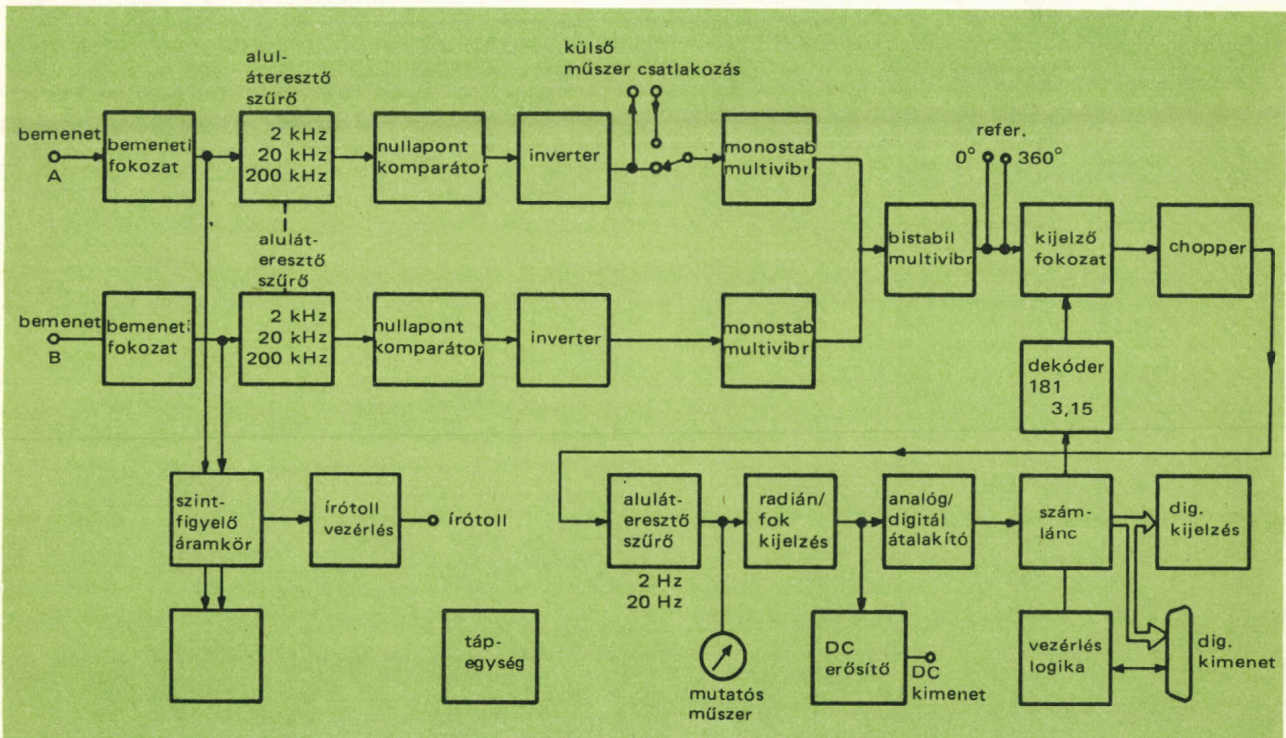 bemenet
A
bemeneti
fokozat
alul-
áteresztő
szűrő
2 kHz
20 kHz
200 kHz
nullapont
komparátor
inverter
külső
műszer csatlakozás
monostab
multivibr
bemenet
B
bemeneti
fokozat
alulát-
eresztő
szűrő
2 kHz
20 kHz
200 kHz
nullapont
komparátor
inverter
monostab
multivibr
bistabil
multivibr
refer.
0° 360°
kijelző
fokozat
chopper
dekóder
181
3,15
szint-
figyelő
áramkör
írótoll
vezérlés
írótoll
táp-
egység
alulát-
eresztő
szűrő
2 Hz
20 Hz
mutatós
műszer
radián/
fok
kijelzés
DC
erősítő
DC
kimenet
analóg/
digitál
átalakító
szám-
lánc
dig.
kijelzés
vezérlés
logika
dig.
kimenet